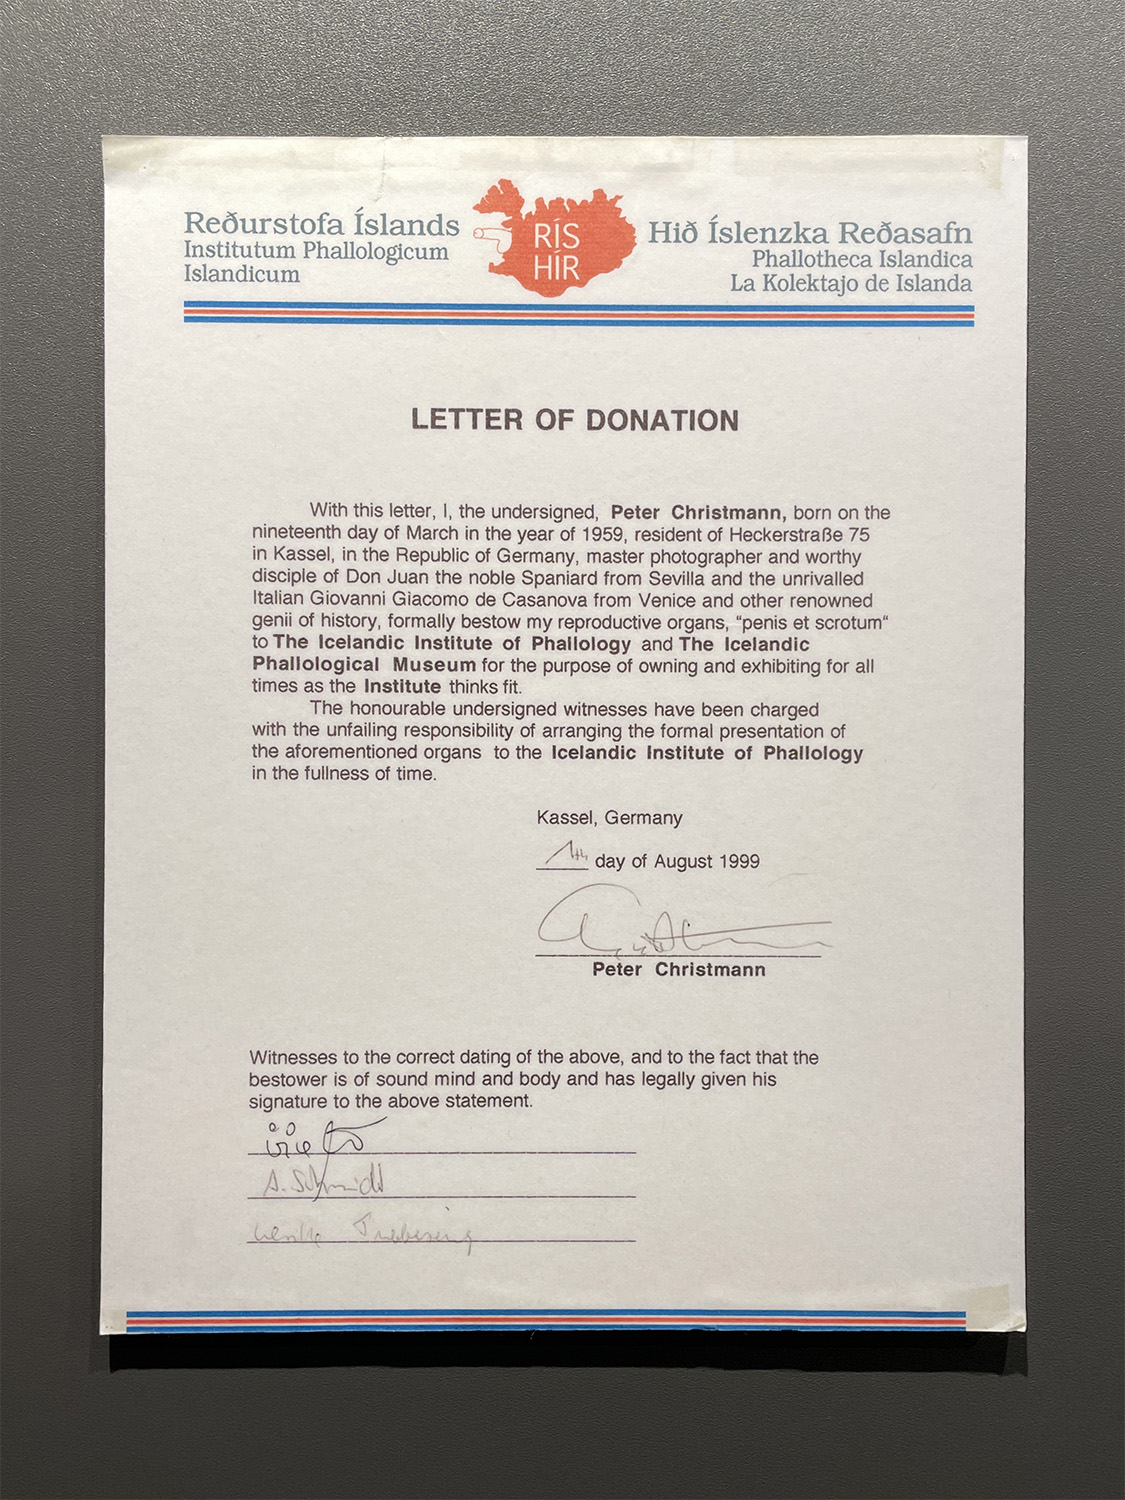 Reðurstofa Íslands
Institutum Phallologicum
Islandicum
RÍS
HÍR
Hið Íslenzka Reðasafn
Phallotheca Islandica
La Kolektajo de Islanda
LETTER OF DONATION
With this letter, I, the undersigned, Peter Christmann, born on the
nineteenth day of March in the year of 1959, resident of Heckerstraße 75
in Kassel, in the Republic of Germany, master photographer and worthy
disciple of Don Juan the noble Spaniard from Sevilla and the unrivalled
Italian Giovanni Giacomo de Casanova from Venice and other renowned
genii of history, formally bestow my reproductive organs, “penis et scrotum“
to The Icelandic Institute of Phallology and The Icelandic
Phallological Museum for the purpose of owning and exhibiting for all
times as the Institute thinks fit.
The honourable undersigned witnesses have been charged
with the unfailing responsibility of arranging the formal presentation of
the aforementioned organs to the Icelandic Institute of Phallology
in the fullness of time.
Kassel, Germany
day of August 1999
Peter Christmann
Witnesses to the correct dating of the above, and to the fact that the
bestower is of sound mind and body and has legally given his
signature to the above statement.
A. Schmidt